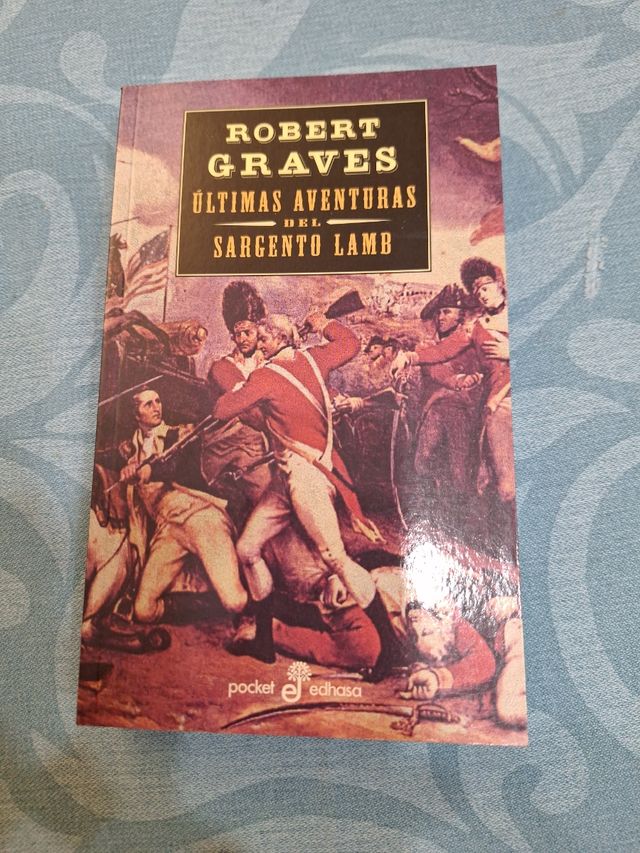 ROBERT
GRAVES
ÚLTIMAS AVENTURAS
DEL
SARGENTO LAMB
pocket edhasa